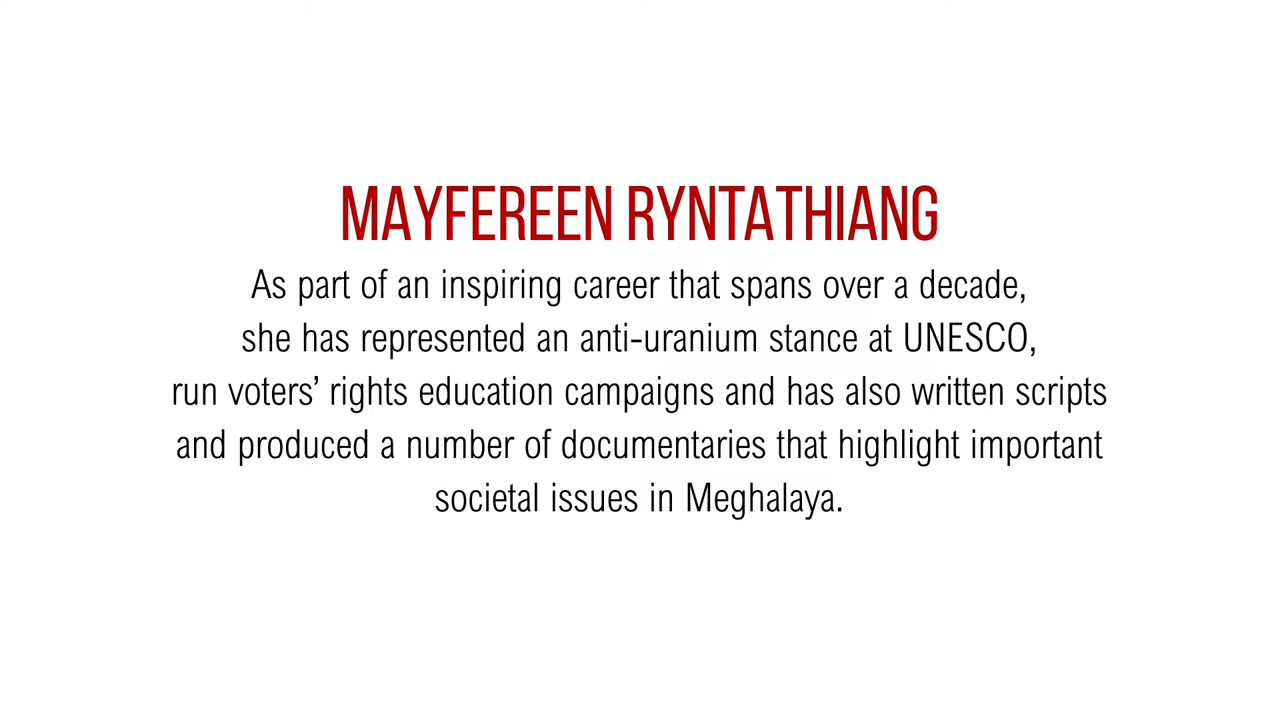 MAYFEREEN RYNTATHIANG
As part of an inspiring career that spans over a decade,
she has represented an anti-uranium stance at UNESCO,
run voters’ rights education campaigns and has also written scripts
and produced a number of documentaries that highlight important
societal issues in Meghalaya.